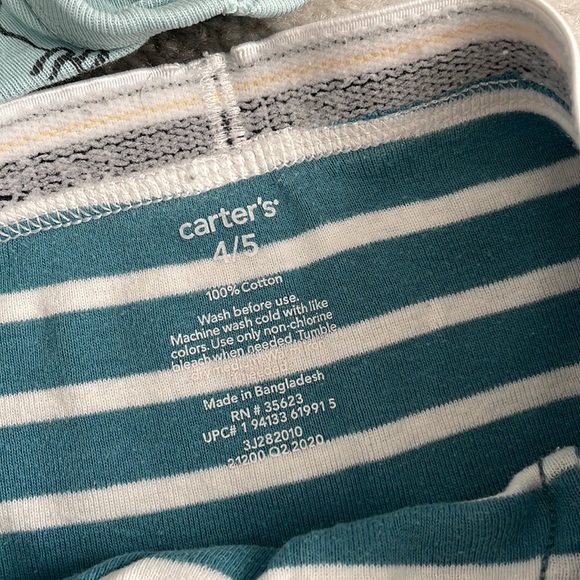 carter's
4/5
100% Cotton
Wash before use.
Machine wash cold with like
colors. Use only non-chlorine
bleach when needed. Tumble
Made in Bangladesh
RN # 35623
UPC# 1 94133 61991 5
3J282010
21200 Q2 2020